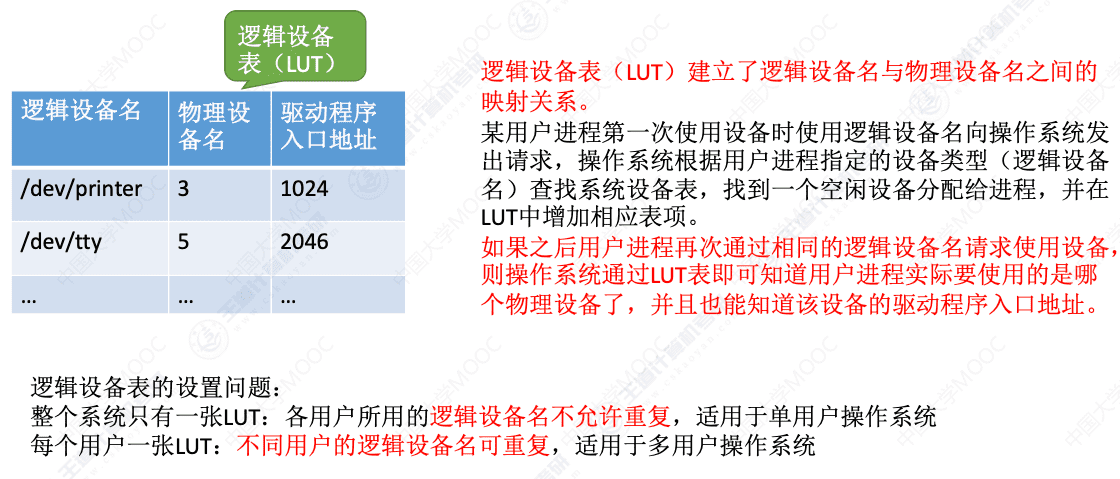 逻辑设备
表（LUT）
逻辑设备名 物理设备名 驱动程序入口地址
/dev/printer 3 1024
/dev/tty 5 2046
... ... ...
逻辑设备表（LUT）建立了逻辑设备名与物理设备名之间的
映射关系。
某用户进程第一次使用设备时使用逻辑设备名向操作系统发
出请求，操作系统根据用户进程指定的设备类型（逻辑设备
名）查找系统设备表，找到一个空闲设备分配给进程，并在
LUT中增加相应表项。
如果之后用户进程再次通过相同的逻辑设备名请求使用设备，
则操作系统通过LUT表即可知道用户进程实际要使用的是哪
个物理设备了，并且也能知道该设备的驱动程序入口地址。
逻辑设备表的设置问题：
整个系统只有一张LUT：各用户所用的逻辑设备名不允许重复，适用于单用户操作系统
每个用户一张LUT：不同用户的逻辑设备名可重复，适用于多用户操作系统